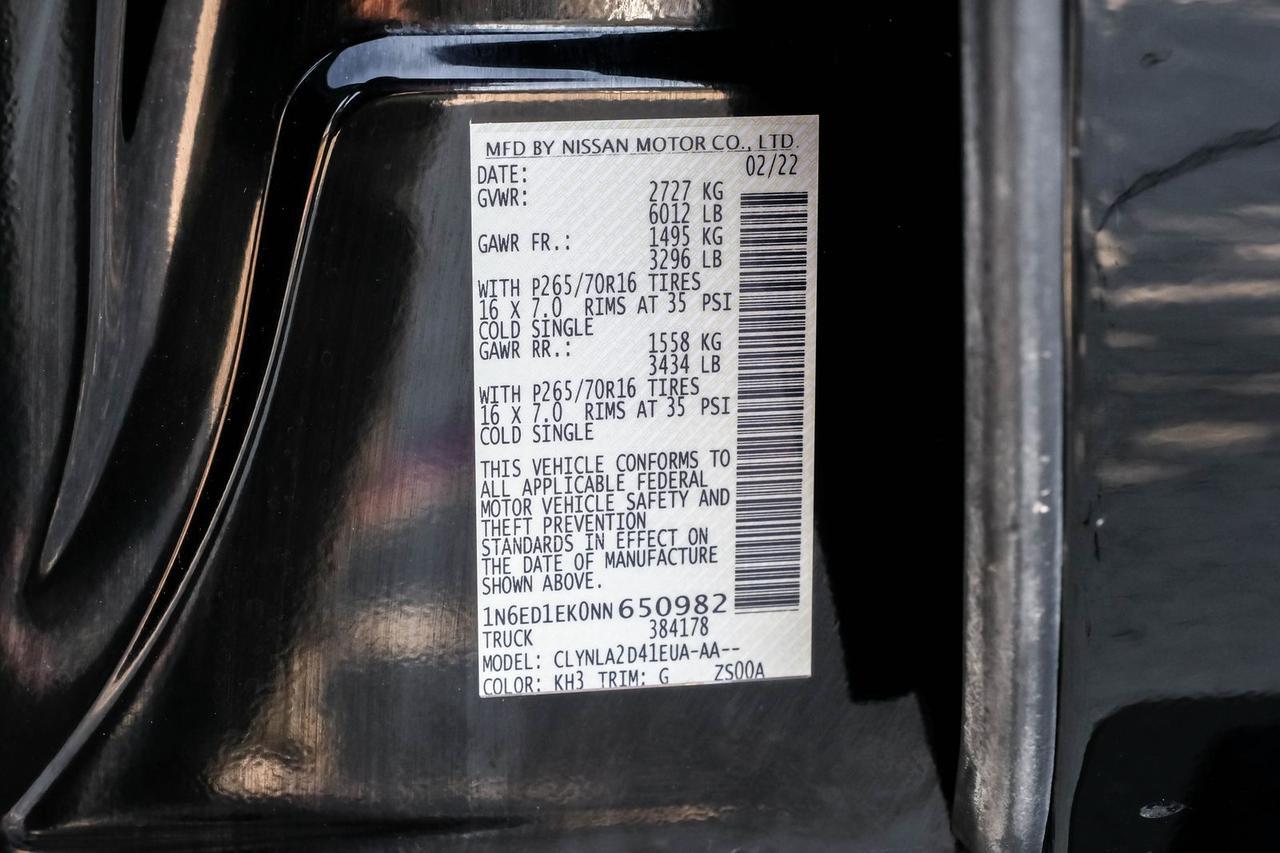 MFD BY NISSAN MOTOR CO., LTD.
DATE: 02/22
GVWR: 2727 KG
6012 LB
GAWR FR.: 1495 KG
3296 LB
WITH P265/70R16 TIRES
16 X 7.0 RIMS AT 35 PSI
COLD SINGLE
GAWR RR.: 1558 KG
3434 LB
WITH P265/70R16 TIRES
16 X 7.0 RIMS AT 35 PSI
COLD SINGLE
THIS VEHICLE CONFORMS TO
ALL APPLICABLE FEDERAL
MOTOR VEHICLE SAFETY AND
THEFT PREVENTION
STANDARDS IN EFFECT ON
THE DATE OF MANUFACTURE
SHOWN ABOVE.
1N6ED1EK0NN650982
TRUCK 384178
MODEL: CLYNLA2D41EUA-AA--
COLOR: KH3 TRIM: G ZS00A